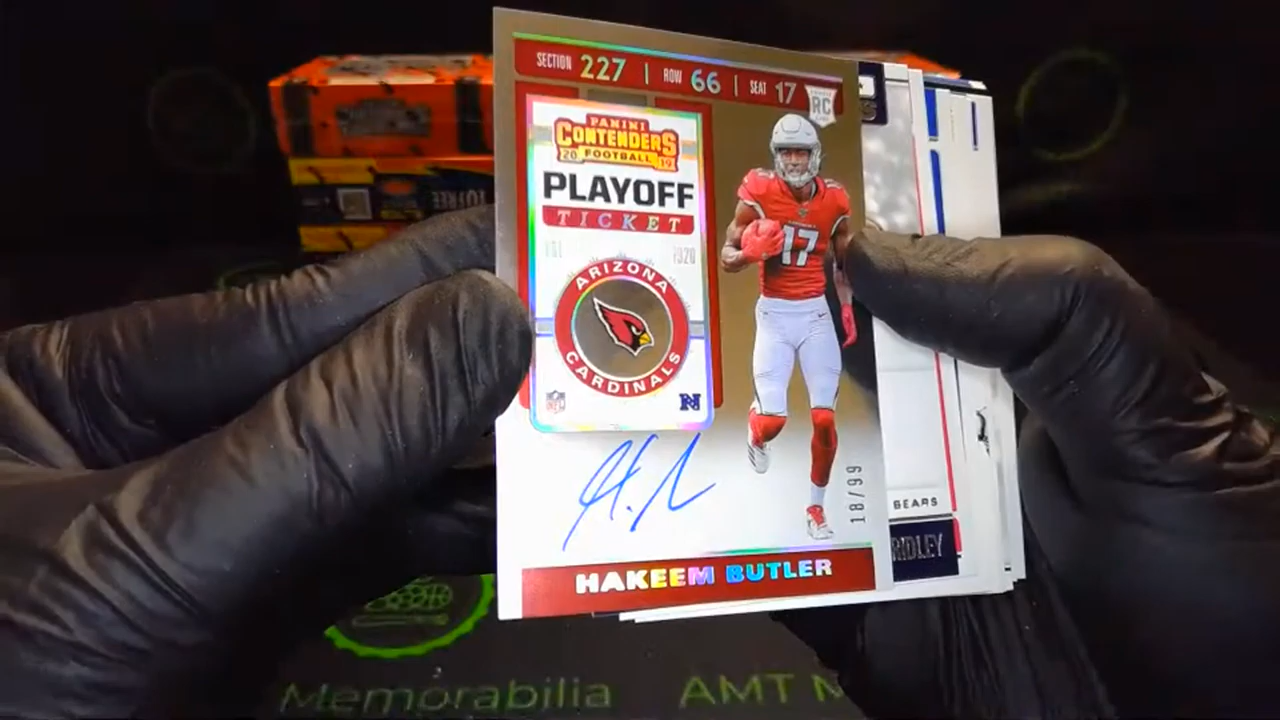 SECTION 227 | ROW 66 | SEAT 17
RC
PANINI
CONTENDERS
20 FOOTBALL 19
PLAYOFF
TICKET
ARIZONA
CARDINALS
NFL
N
17
18/99
HAKEEM BUTLER
BEARS
RIDLEY
Memorabilia
AMT M